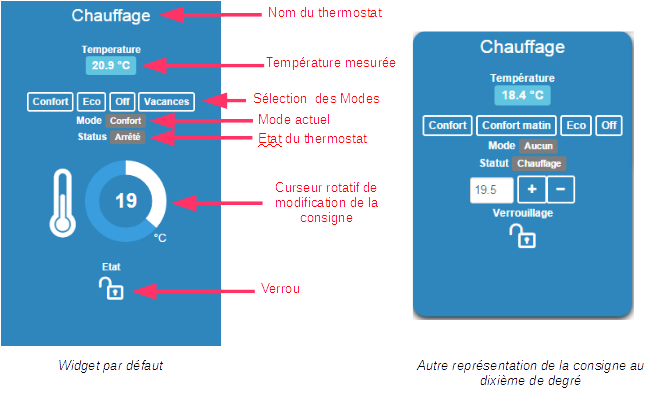 Chauffage
Nom du thermostat
Temperature
20.9 °C
Température mesurée
Confort Eco Off Vacances
Sélection des Modes
Mode Confort
Mode actuel
Status Arrêté
Etat du thermostat
19
°C
Curseur rotatif de
modification de la
consigne
Etat
Verrou
Widget par défaut
Chauffage
Température
18.4 °C
Confort Confort matin Eco Off
Mode Aucun
Statut Chauffage
19.5 + −
Verrouillage
Autre représentation de la consigne au
dixième de degré